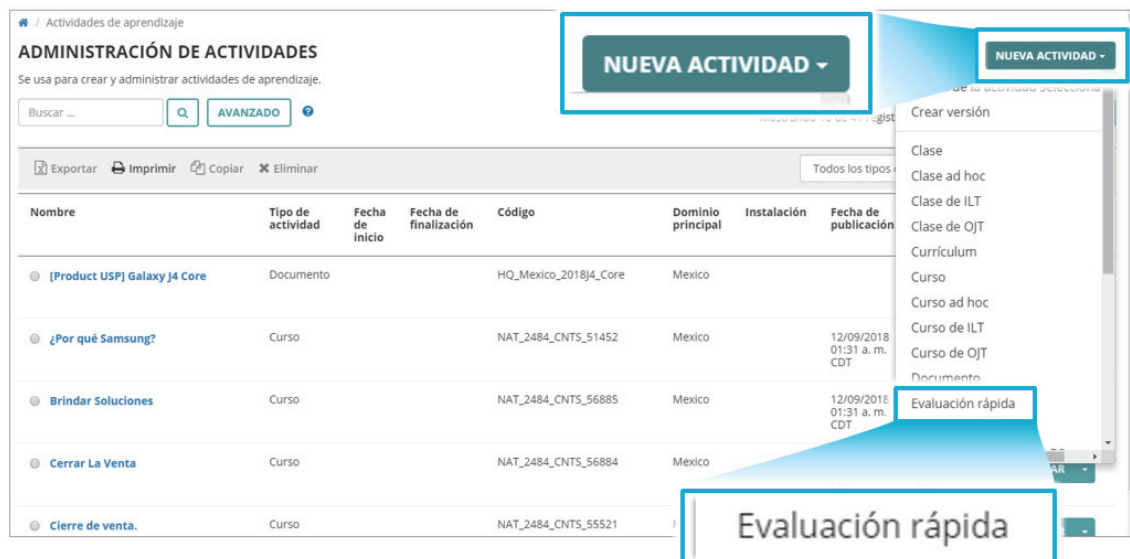 / Actividades de aprendizaje
ADMINISTRACIÓN DE ACTIVIDADES
Se usa para crear y administrar actividades de aprendizaje.
Buscar ...
AVANZADO
NUEVA ACTIVIDAD
NUEVA ACTIVIDAD
de la actividad selecciona
Crear versión
Exportar Imprimir Copiar Eliminar
Todos los tipos
Clase
Clase ad hoc
Clase de ILT
Clase de OJT
Currículum
Curso
Curso ad hoc
Curso de ILT
Curso de OJT
Documento
Evaluación rápida
Nombre Tipo de actividad Fecha de inicio Fecha de finalización Código Dominio principal Instalación Fecha de publicación
[Product USP] Galaxy J4 Core Documento HQ_Mexico_2018J4_Core Mexico
¿Por qué Samsung? Curso NAT_2484_CNTS_51452 Mexico 12/09/2018 01:31 a. m. CDT
Brindar Soluciones Curso NAT_2484_CNTS_56885 Mexico 12/09/2018 01:31 a. m. CDT
Cerrar La Venta Curso NAT_2484_CNTS_56884 Mexico
Cierre de venta. Curso NAT_2484_CNTS_55521
Evaluación rápida